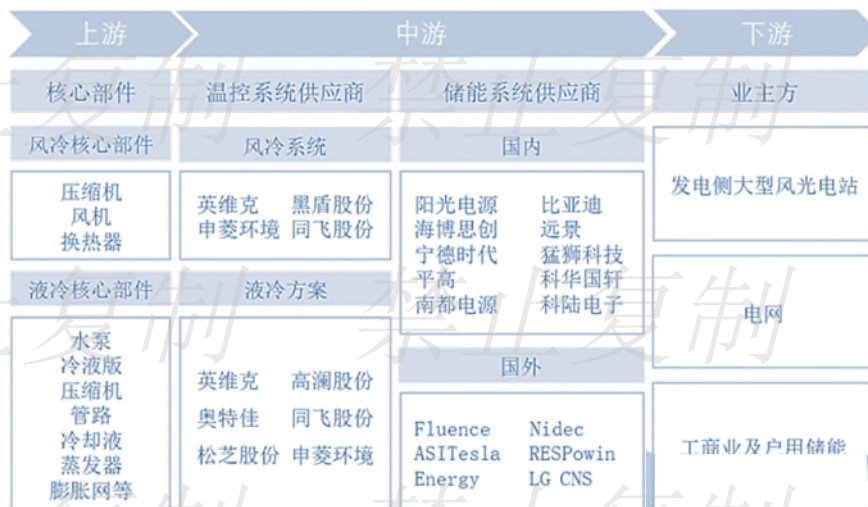 上游
中游
下游
核心部件
温控系统供应商
储能系统供应商
业主方
风冷核心部件
风冷系统
国内
压缩机
风机
换热器
英维克 黑盾股份
申菱环境 同飞股份
阳光电源 比亚迪
海博思创 远景
宁德时代 猛狮科技
平高 科华国轩
南都电源 科陆电子
发电侧大型风光电站
液冷核心部件
液冷方案
电网
水泵
冷液版
压缩机
管路
冷却液
蒸发器
膨胀网等
英维克 高澜股份
奥特佳 同飞股份
松芝股份 申菱环境
国外
Fluence Nidec
ASITesla RESPowin
Energy LG CNS
工商业及户用储能
禁止复制